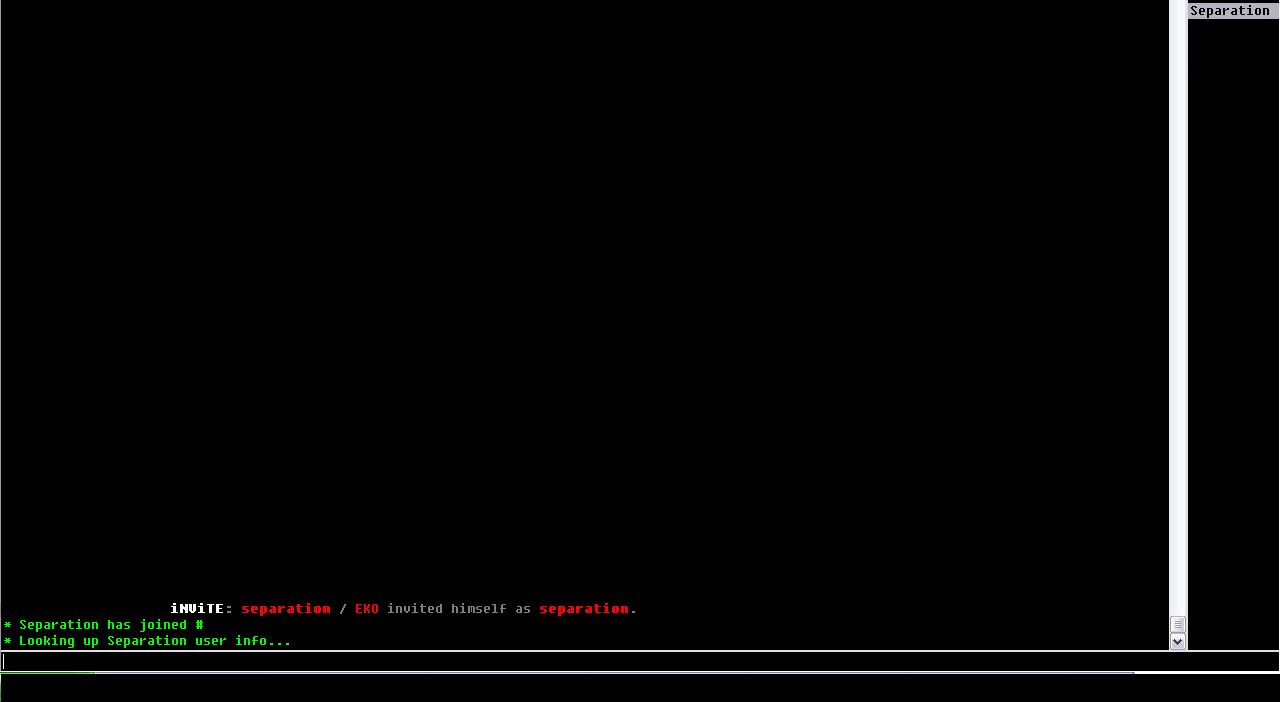 Separation
iNViTE: separation / EKO invited himself as separation.
* Separation has joined #
* Looking up Separation user info...